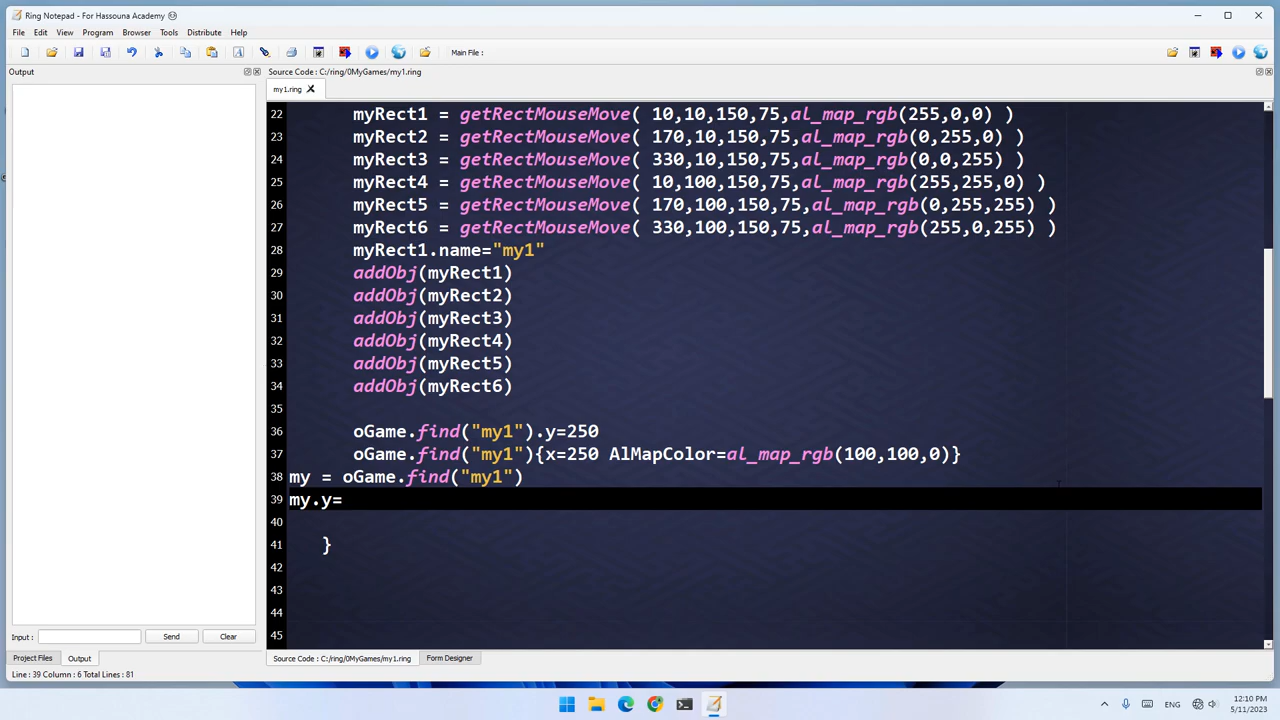 Ring Notepad - For Hassouna Academy
File Edit View Program Browser Tools Distribute Help
Main File :
Output
Source Code : C:/ring/0MyGames/my1.ring
my1.ring
22 myRect1 = getRectMouseMove( 10,10,150,75,al_map_rgb(255,0,0) )
23 myRect2 = getRectMouseMove( 170,10,150,75,al_map_rgb(0,255,0) )
24 myRect3 = getRectMouseMove( 330,10,150,75,al_map_rgb(0,0,255) )
25 myRect4 = getRectMouseMove( 10,100,150,75,al_map_rgb(255,255,0) )
26 myRect5 = getRectMouseMove( 170,100,150,75,al_map_rgb(0,255,255) )
27 myRect6 = getRectMouseMove( 330,100,150,75,al_map_rgb(255,0,255) )
28 myRect1.name="my1"
29 addObj(myRect1)
30 addObj(myRect2)
31 addObj(myRect3)
32 addObj(myRect4)
33 addObj(myRect5)
34 addObj(myRect6)
35
36 oGame.find("my1").y=250
37 oGame.find("my1"){x=250 AlMapColor=al_map_rgb(100,100,0)}
38 my = oGame.find("my1")
39 my.y=
40
41 }
42
43
44
45
Input : Send Clear
Project Files Output
Source Code : C:/ring/0MyGames/my1.ring Form Designer
Line : 39 Column : 6 Total Lines : 81
ENG
12:10 PM
5/11/2023